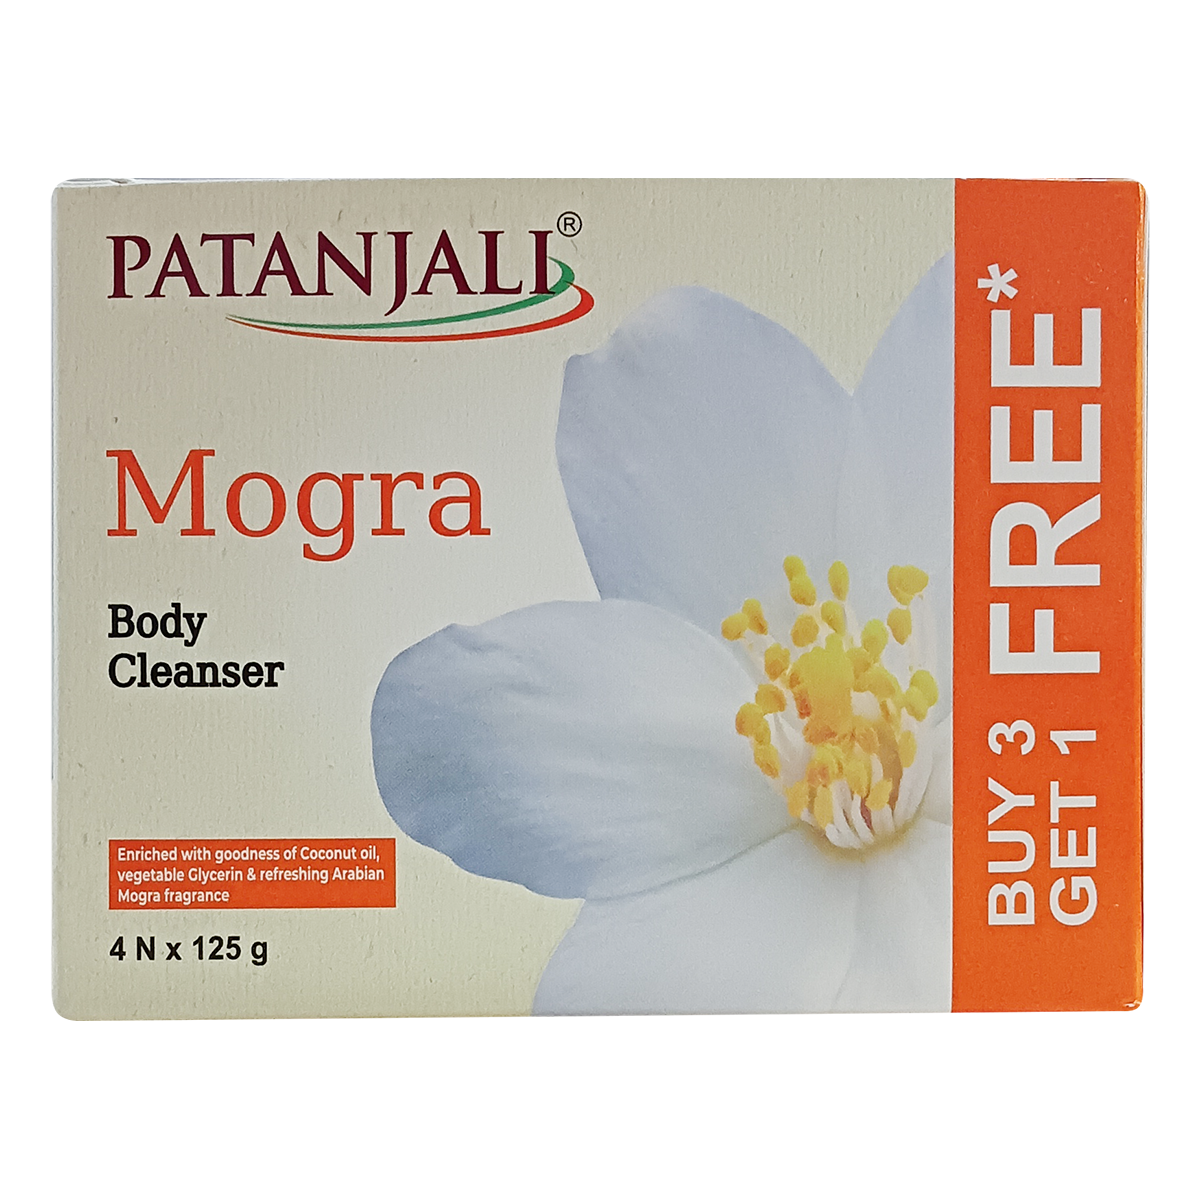 PATANJALI®
Mogra
Body
Cleanser
Enriched with goodness of Coconut oil,
vegetable Glycerin & refreshing Arabian
Mogra fragrance
4 N x 125 g
BUY 3
GET 1
FREE*